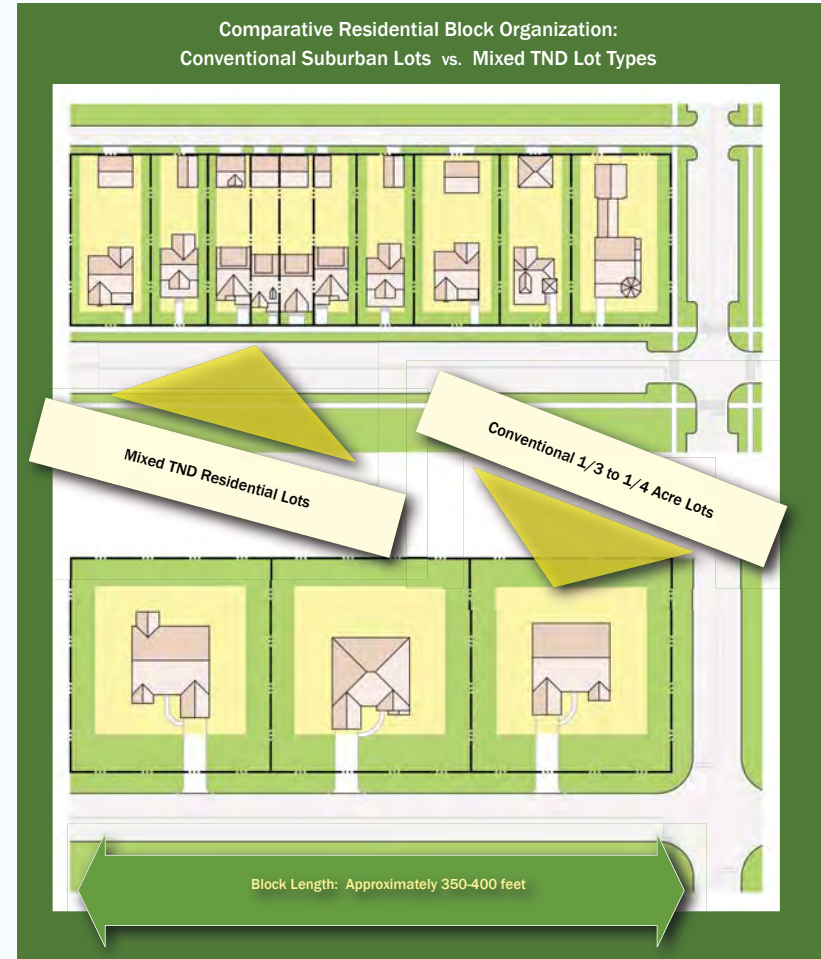 Comparative Residential Block Organization:
Conventional Suburban Lots vs. Mixed TND Lot Types
Mixed TND Residential Lots
Conventional 1/3 to 1/4 Acre Lots
Block Length: Approximately 350-400 feet